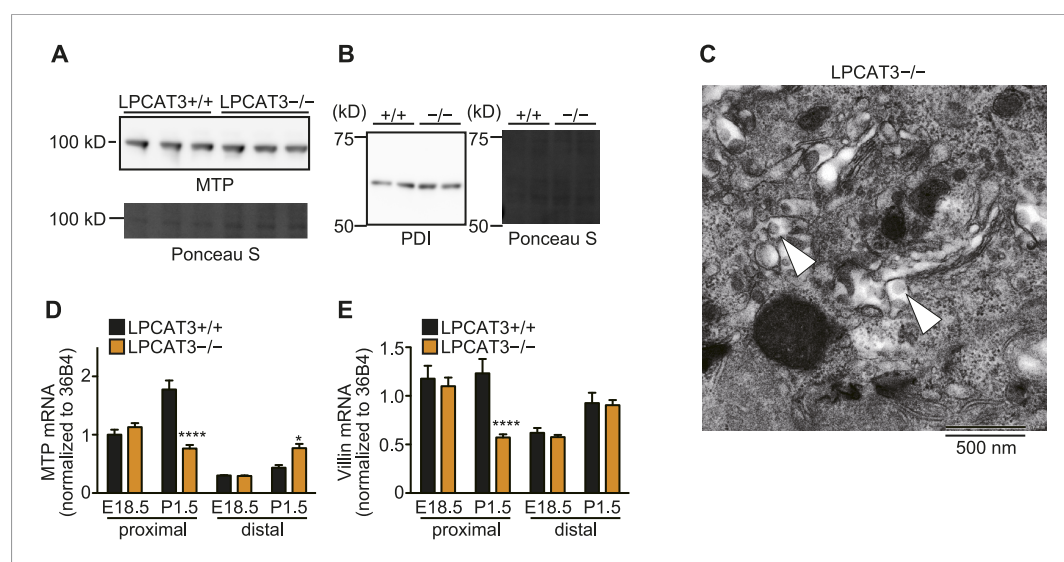 A
LPCAT3+/+ LPCAT3−/−
100 kD
MTP
100 kD
Ponceau S
B
(kD) +/+ −/− (kD) +/+ −/−
75 75
50 50
PDI Ponceau S
C
LPCAT3−/−
500 nm
D
LPCAT3+/+
LPCAT3−/−
MTP mRNA
(normalized to 36B4)
2
1
0
****
*
E18.5 P1.5 E18.5 P1.5
proximal distal
E
LPCAT3+/+
LPCAT3−/−
Villin mRNA
(normalized to 36B4)
1.5
1.0
0.5
0
****
E18.5 P1.5 E18.5 P1.5
proximal distal